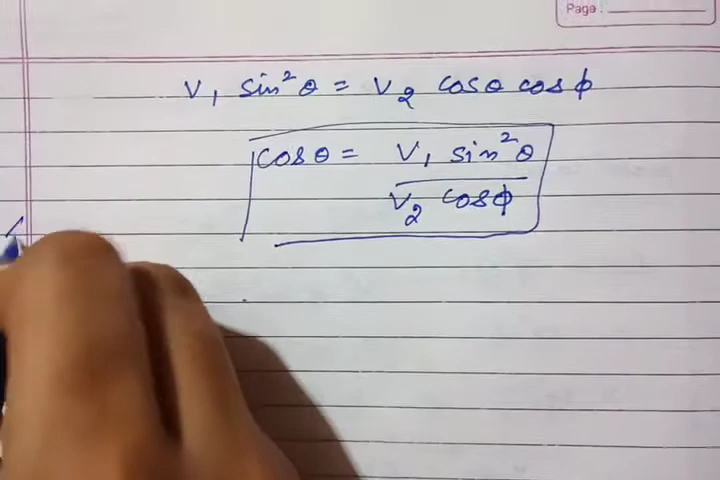 Page:
V₁ sin²θ = V₂ cosθ cosϕ
cosθ = V₁ sin²θ
V₂ cosϕ